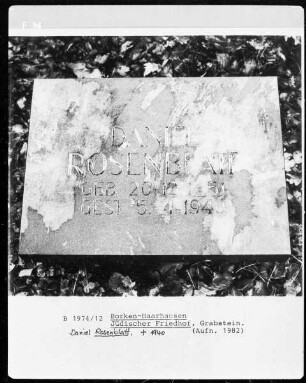 DANIEL
ROSENBLATT
GEB. 20.12.
GEST. 5. 194
B 1974/12 Borken-Haarhausen
Jüdischer Friedhof, Grabstein.
Daniel Rosenblatt. + 1940 (Aufn. 1982)